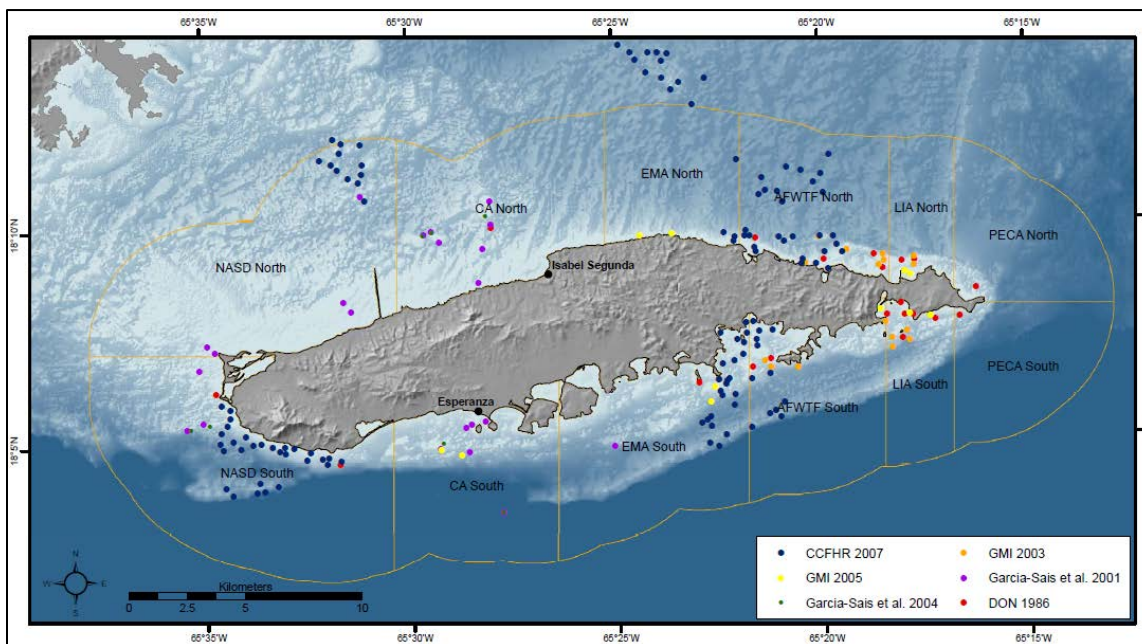 65°35'W 65°30'W 65°25'W 65°20'W 65°15'W
EMA North
AFWTF North
CA North
LIA North
18°10'N
PECA North
NASD North
Isabel Segunda
PECA South
LIA South
Esperanza
AFWTF South
EMA South
18°5'N
NASD South
CA South
CCFHR 2007
GMI 2003
GMI 2005
Garcia-Sais et al. 2001
Garcia-Sais et al. 2004
DON 1986
N
W E
S
Kilometers
0 2.5 5 10
65°35'W 65°30'W 65°25'W 65°20'W 65°15'W